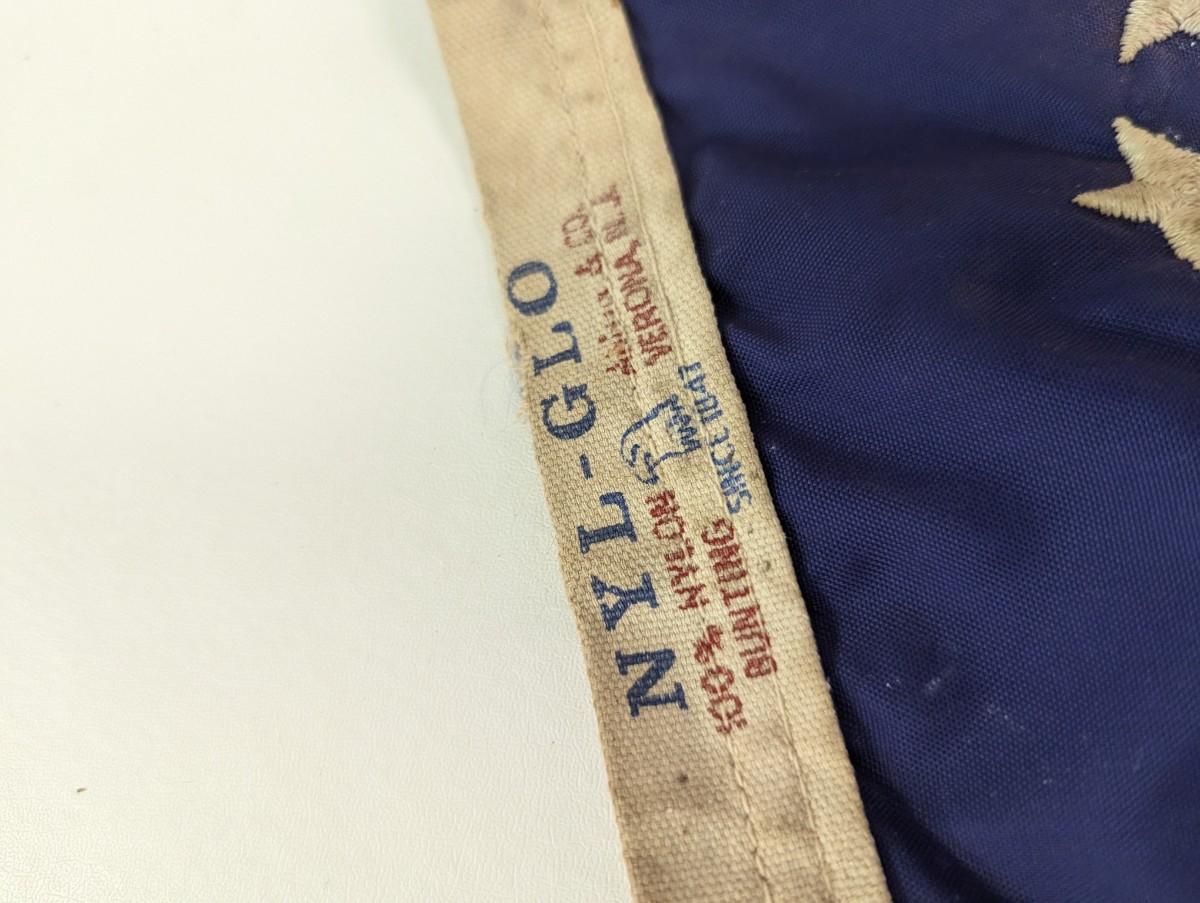 NYL-GLO
100% NYLON
BUNTING
SINCE 1847
& CO.
VERONA, N.J.